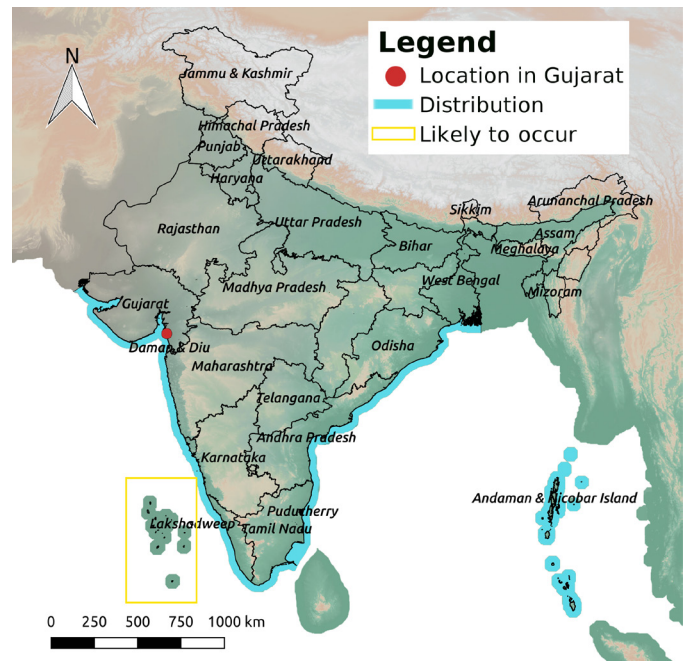 Legend
N
Location in Gujarat
Distribution
Likely to occur
Jammu & Kashmir
Himachal Pradesh
Punjab
Uttarakhand
Haryana
Arunanchal Pradesh
Sikkim
Uttar Pradesh
Rajasthan
Assam
Bihar
Meghalaya
West Bengal
Madhya Pradesh
Mizoram
Gujarat
Daman & Diu
Odisha
Maharashtra
Telangana
Andhra Pradesh
Karnataka
Andaman & Nicobar Island
Puducherry
Lakshadweep
Tamil Nadu
0 250 500 750 1000 km